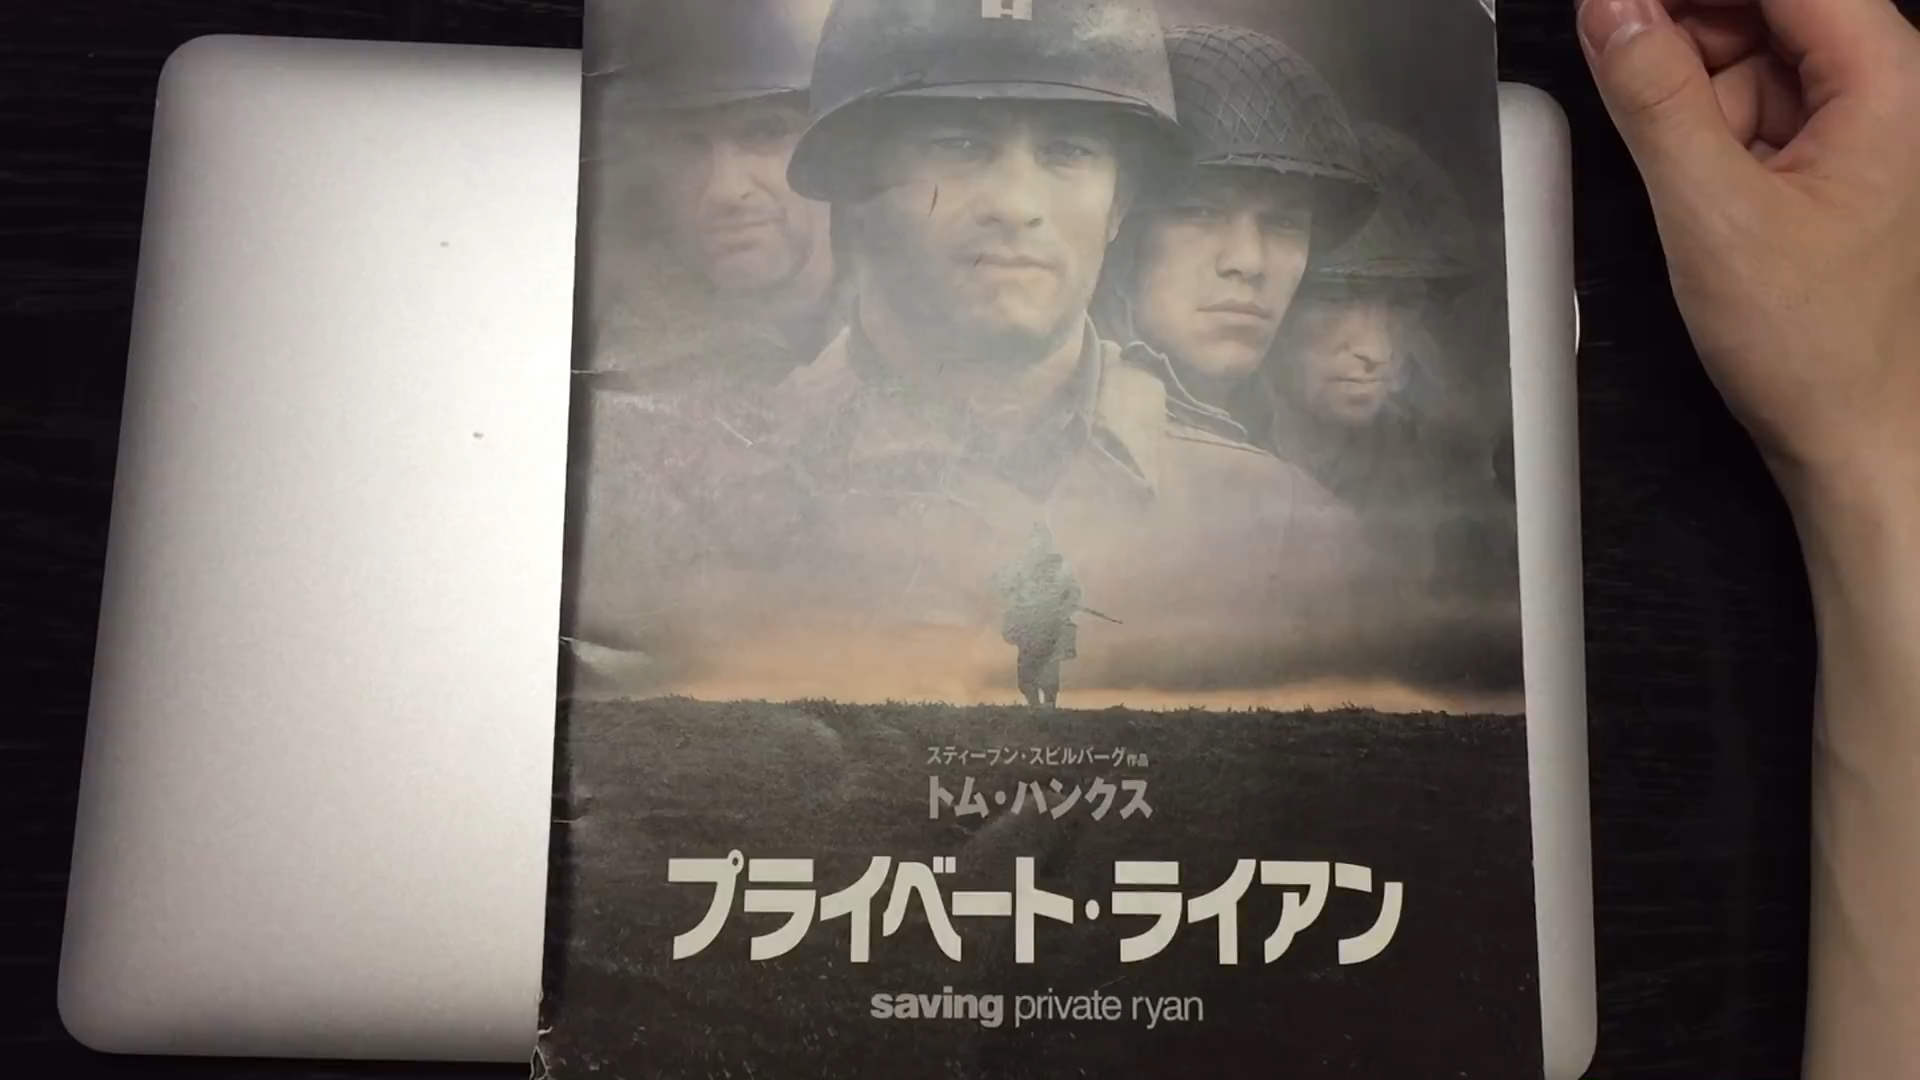 スティーブン・スピルバーグ作品
トム・ハンクス
プライベート・ライアン
saving private ryan